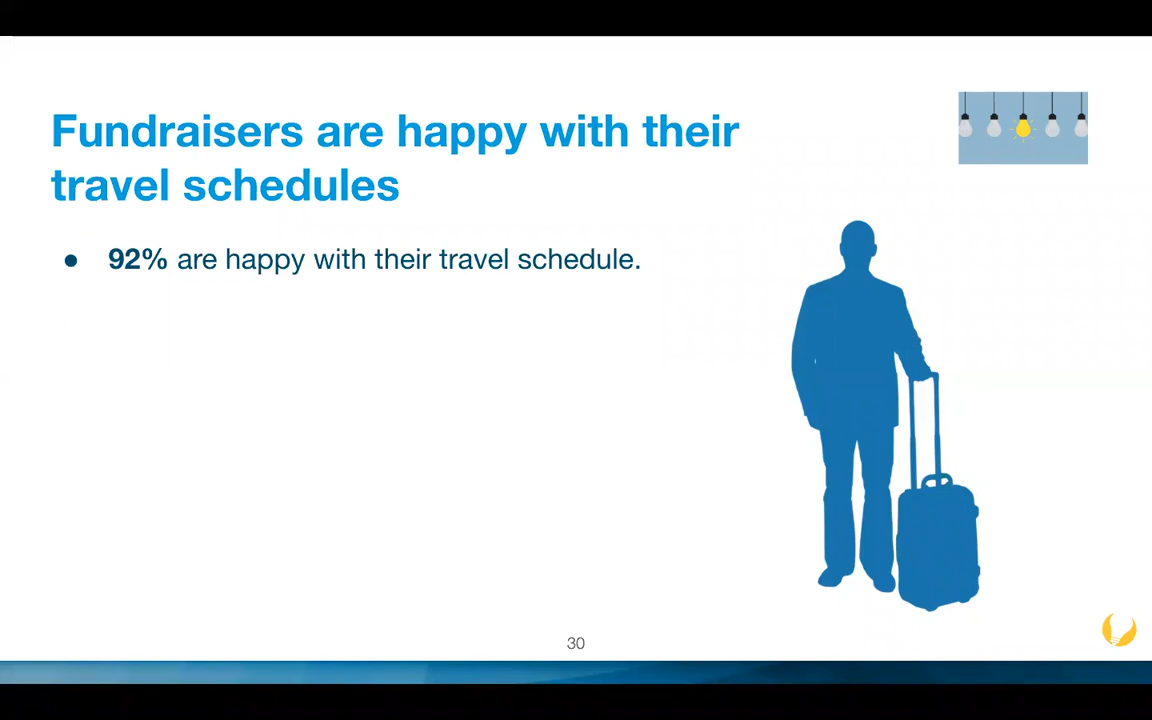 Fundraisers are happy with their
travel schedules
● 92% are happy with their travel schedule.
30